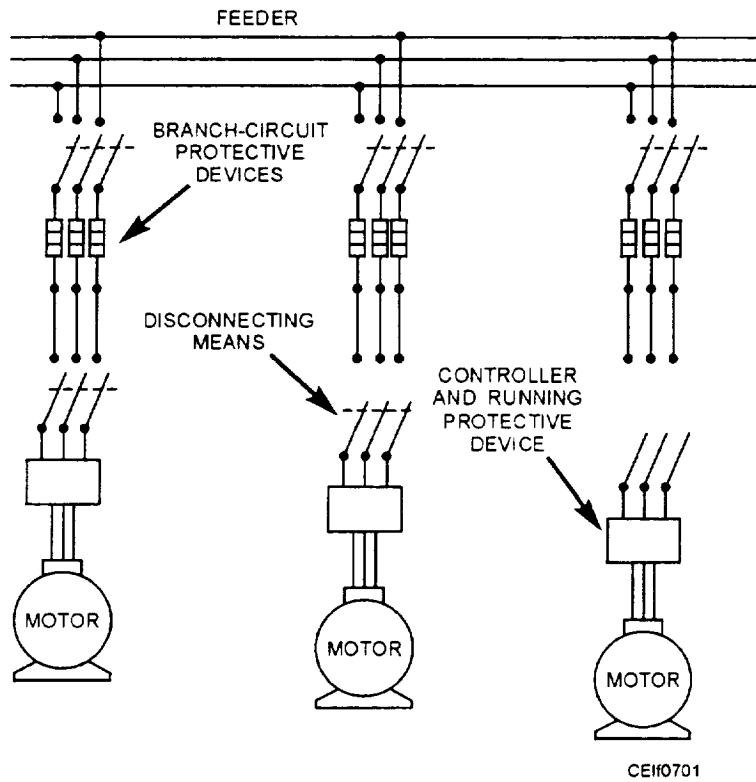 FEEDER
BRANCH-CIRCUIT
PROTECTIVE
DEVICES
DISCONNECTING
MEANS
CONTROLLER
AND RUNNING
PROTECTIVE
DEVICE
MOTOR
MOTOR
MOTOR
CEIf0701